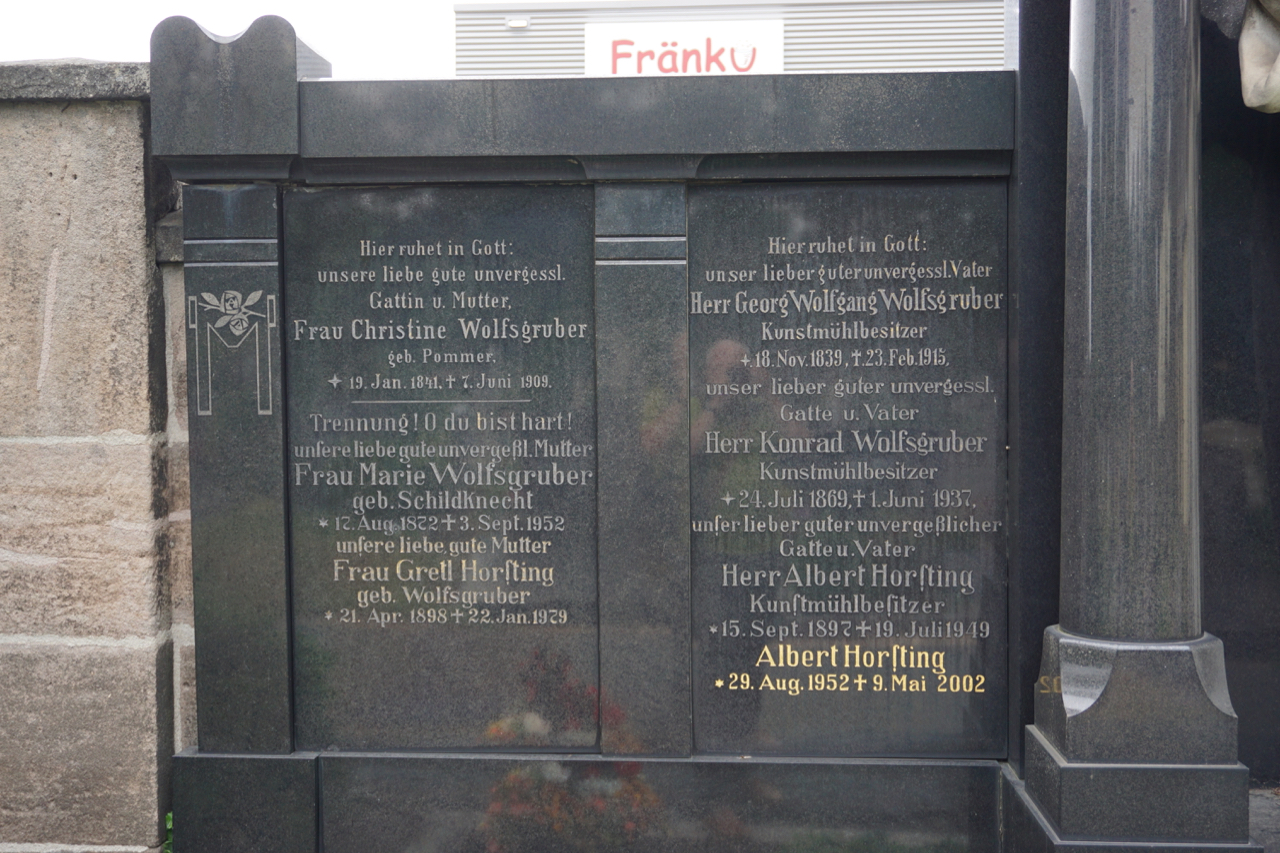 Fränku
Hier ruhet in Gott:
unsere liebe gute unvergessl.
Gattin u. Mutter,
Frau Christine Wolfsgruber
geb. Pommer.
+ 19. Jan. 1841, † 7. Juni 1909.
Trennung! O du bist hart!
unſere liebe gute unvergeßl. Mutter
Frau Marie Wolfsgruber
geb. Schildknecht
* 17. Aug. 1872 † 3. Sept. 1952
unſere liebe, gute Mutter
Frau Gretl Horſting
geb. Wolfsgruber
* 21. Apr. 1898 † 22. Jan. 1979
Hier ruhet in Gott:
unser lieber guter unvergessl. Vater
Herr Georg Wolfgang Wolfsgruber
Kunstmühlbesitzer
+ 18. Nov. 1839, † 23. Feb. 1915.
unser lieber guter unvergessl.
Gatte u. Vater
Herr Konrad Wolfsgruber
Kunstmühlbesitzer
+ 24. Juli 1869, † 1. Juni 1937,
unſer lieber guter unvergeßlicher
Gatte u. Vater
Herr Albert Horſting
Kunſtmühlbeſitzer
* 15. Sept. 1897 † 19. Juli 1949
Albert Horſting
* 29. Aug. 1952 † 9. Mai 2002